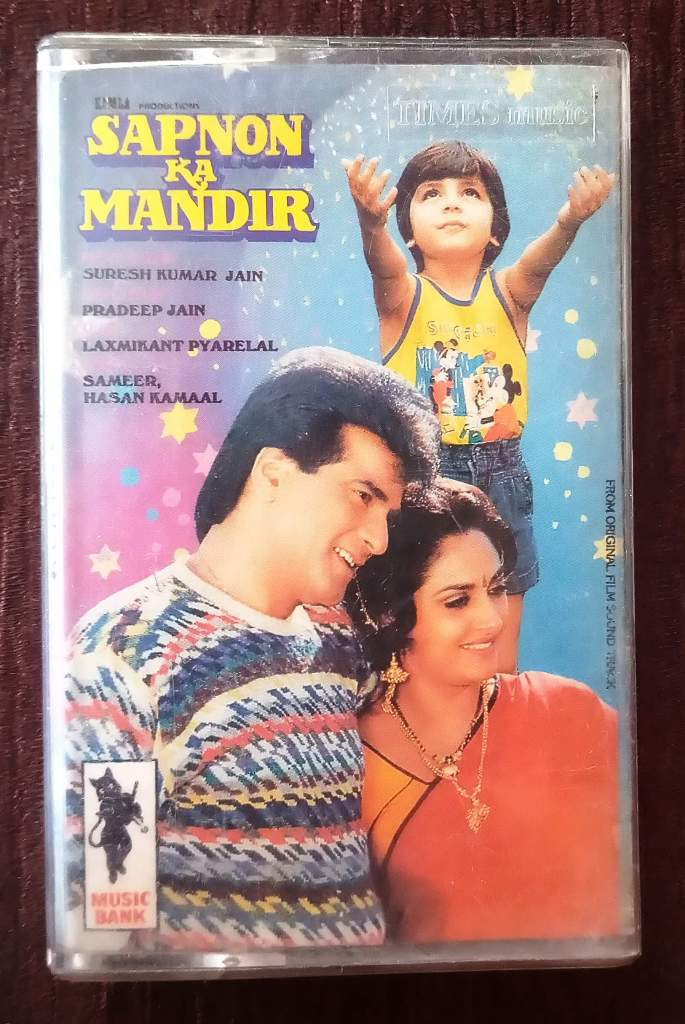 KAMLA PRODUCTIONS
TIMES music
SAPNON
KA
MANDIR
SURESH KUMAR JAIN
PRADEEP JAIN
LAXMIKANT PYARELAL
SAMEER,
HASAN KAMAAL
FROM ORIGINAL FILM SOUND TRACK
MUSIC
BANK